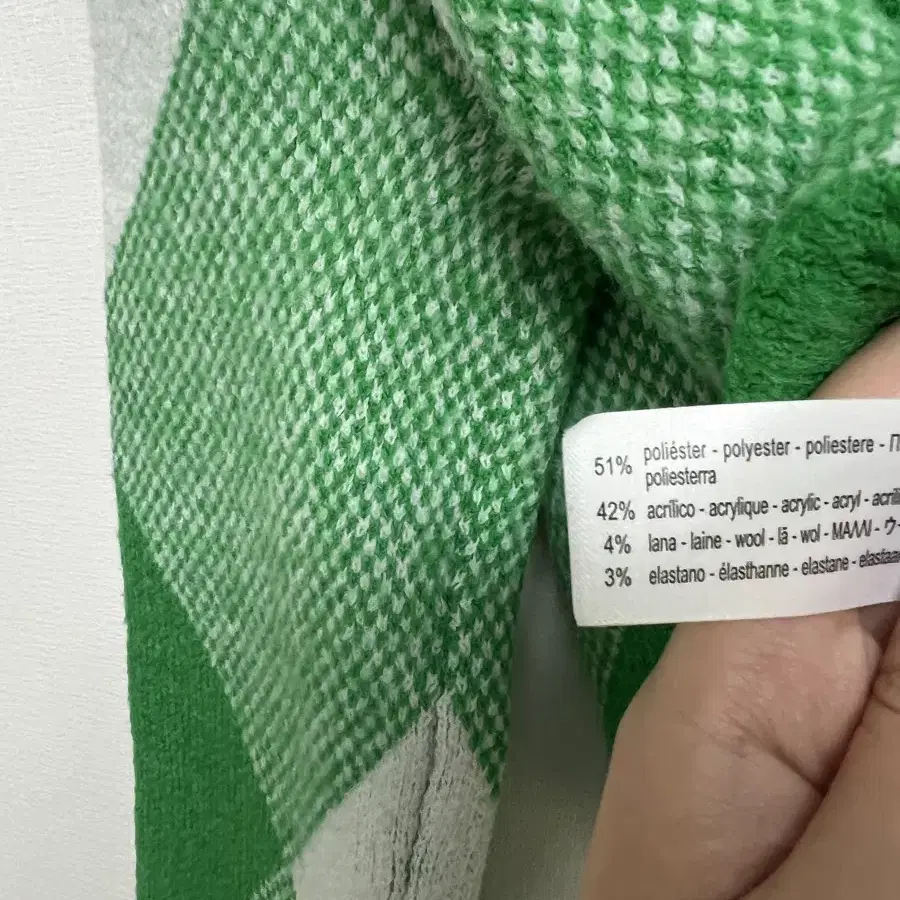 51% poliéster - polyester - poliestere -
poliesterra
42% acrílico - acrylique - acrylic - acryl -
4% lana - laine - wool - lã - wol - ΜΑΛΛΙ -
3% elastano - élasthanne - elastane -